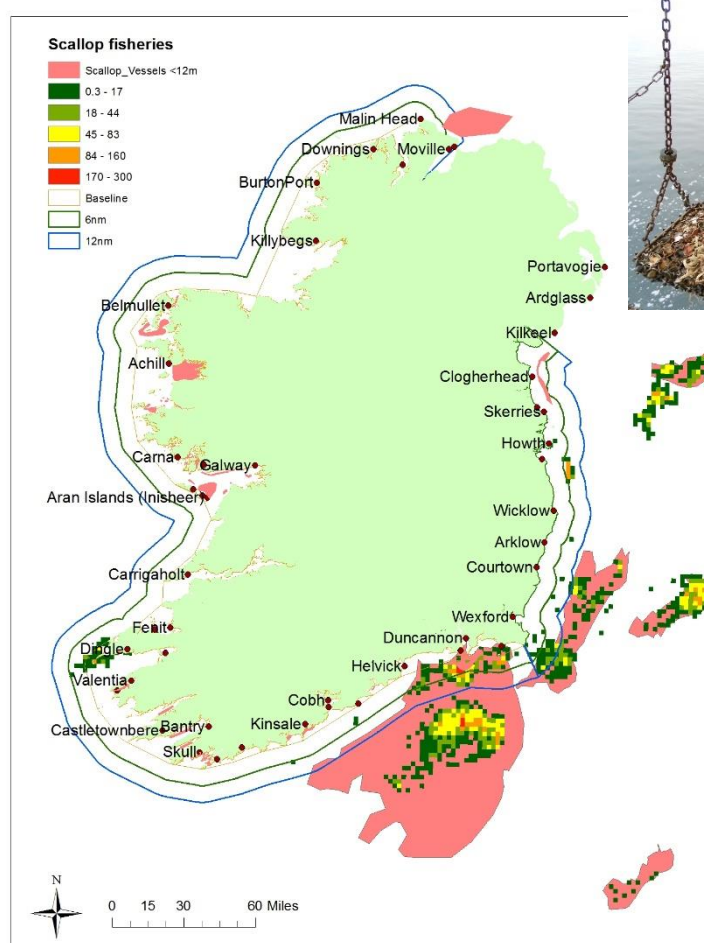 Scallop fisheries
Scallop_Vessels <12m
0.3 - 17
18 - 44
45 - 83
84 - 160
170 - 300
Baseline
6nm
12nm
Malin Head
Downings
Moville
BurtonPort
Killybegs
Portavogie
Ardglass
Belmullet
Kilkeel
Achill
Clogherhead
Skerries
Howth
Carna
Galway
Aran Islands (Inisheer)
Wicklow
Arklow
Courtown
Carrigaholt
Wexford
Fenit
Duncannon
Dingle
Helvick
Valentia
Cobh
Castletownbere
Bantry
Kinsale
Skull
N
0 15 30 60 Miles